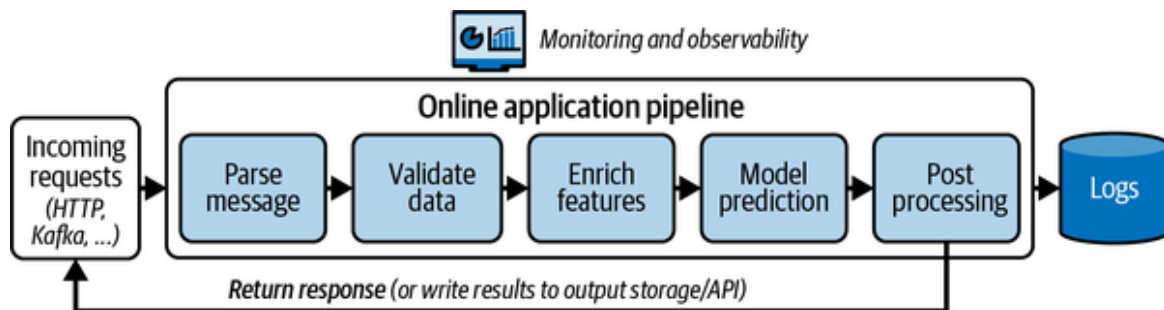 Monitoring and observability
Online application pipeline
Incoming
requests
(HTTP,
Kafka, ...)
Parse
message
Validate
data
Enrich
features
Model
prediction
Post
processing
Logs
Return response (or write results to output storage/API)